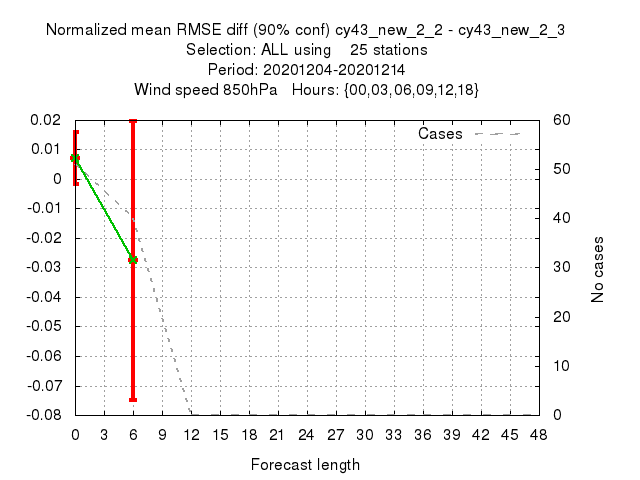 Normalized mean RMSE diff (90% conf) cy43_new_2_2 - cy43_new_2_3
Selection: ALL using    25 stations
Period: 20201204-20201214
Wind speed 850hPa   Hours: {00,03,06,09,12,18}
Cases
0.02
0.01
0
-0.01
-0.02
-0.03
-0.04
-0.05
-0.06
-0.07
-0.08
60
50
40
30
20
10
0
No cases
0 3 6 9 12 15 18 21 24 27 30 33 36 39 42 45 48
Forecast length